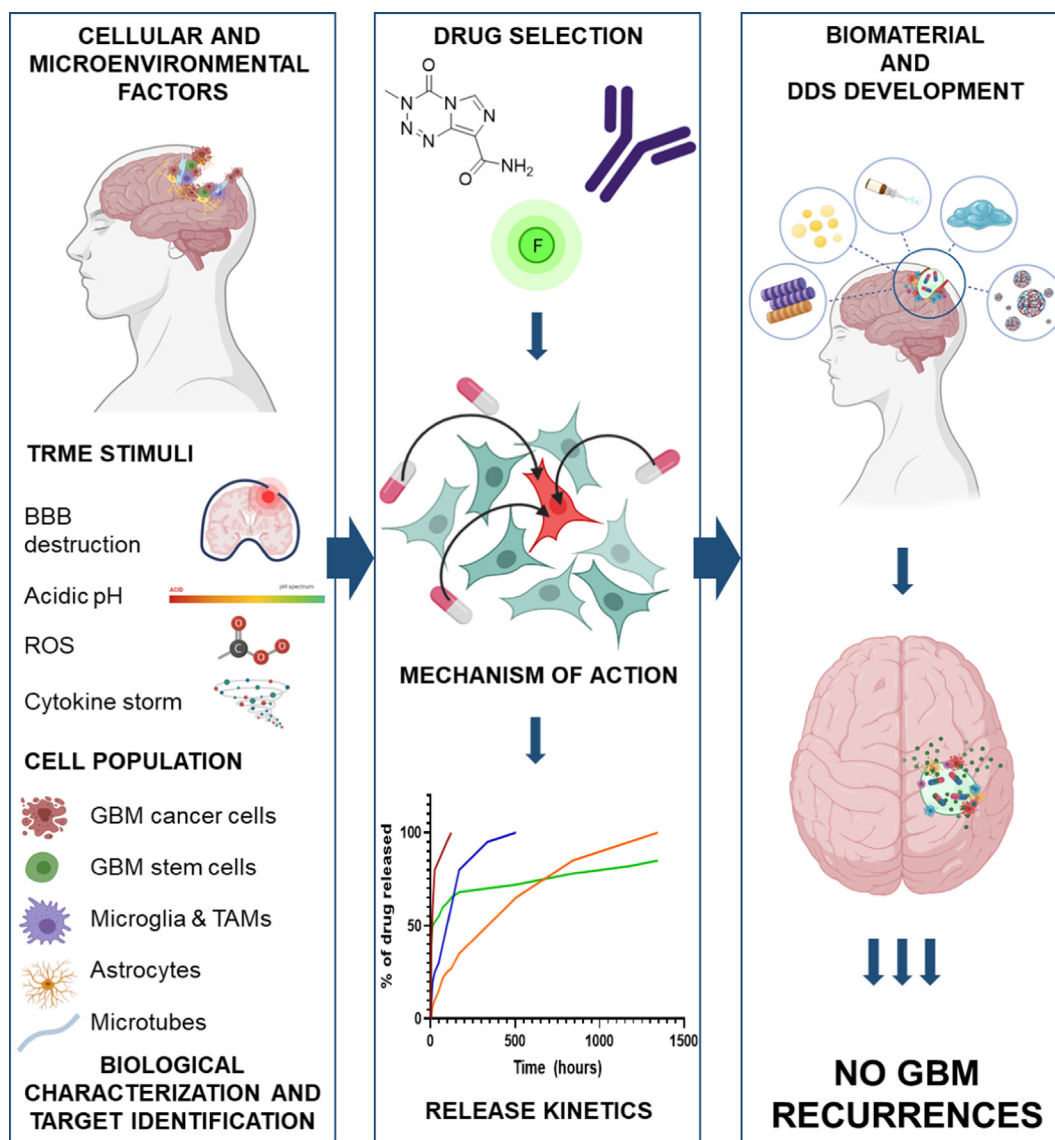 CELLULAR AND
MICROENVIRONMENTAL
FACTORS
TRME STIMULI
BBB
destruction
Acidic pH
ACID
pH spectrum
ROS
O
C
O
O
Cytokine storm
CELL POPULATION
GBM cancer cells
GBM stem cells
Microglia & TAMs
Astrocytes
Microtubes
BIOLOGICAL
CHARACTERIZATION AND
TARGET IDENTIFICATION
DRUG SELECTION
O
N
N
N
N
N
O
NH2
F
MECHANISM OF ACTION
% of drug released
100
50
0
0
500
1000
1500
Time (hours)
RELEASE KINETICS
BIOMATERIAL
AND
DDS DEVELOPMENT
NO GBM
RECURRENCES